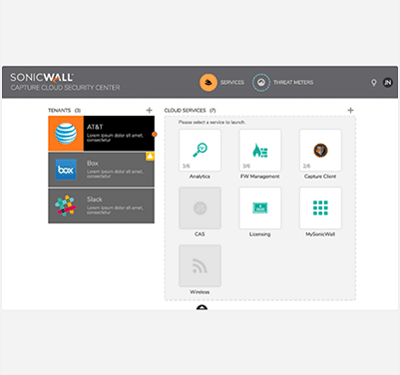 SONICWALL
CAPTURE CLOUD SECURITY CENTER
SERVICES
THREAT METERS
JN
TENANTS (3)
AT&T
Lorem ipsum dolor sit amet, consectetur
box
Box
Lorem ipsum dolor sit amet, consectetur
Slack
Lorem ipsum dolor sit amet, consectetur
CLOUD SERVICES (7)
Please select a service to launch.
3/6
Analytics
3/6
FW Management
3/6
Capture Client
CAS
Licensing
MySonicWall
Wireless